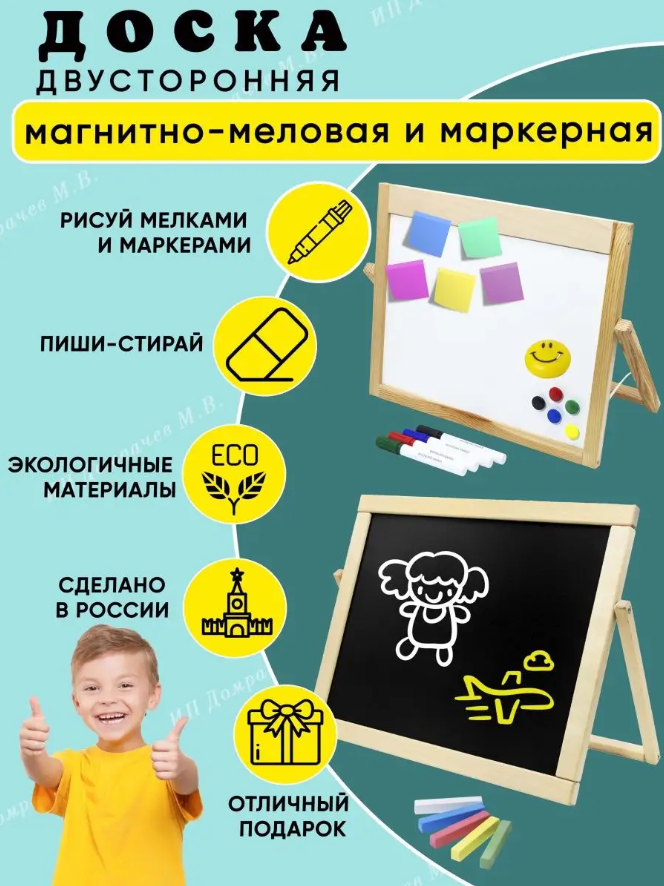 ДОСКА
ДВУСТОРОННЯЯ
магнитно-меловая и маркерная
РИСУЙ МЕЛКАМИ
И МАРКЕРАМИ
ПИШИ-СТИРАЙ
ECO
ЭКОЛОГИЧНЫЕ
МАТЕРИАЛЫ
СДЕЛАНО
В РОССИИ
ОТЛИЧНЫЙ
ПОДАРОК